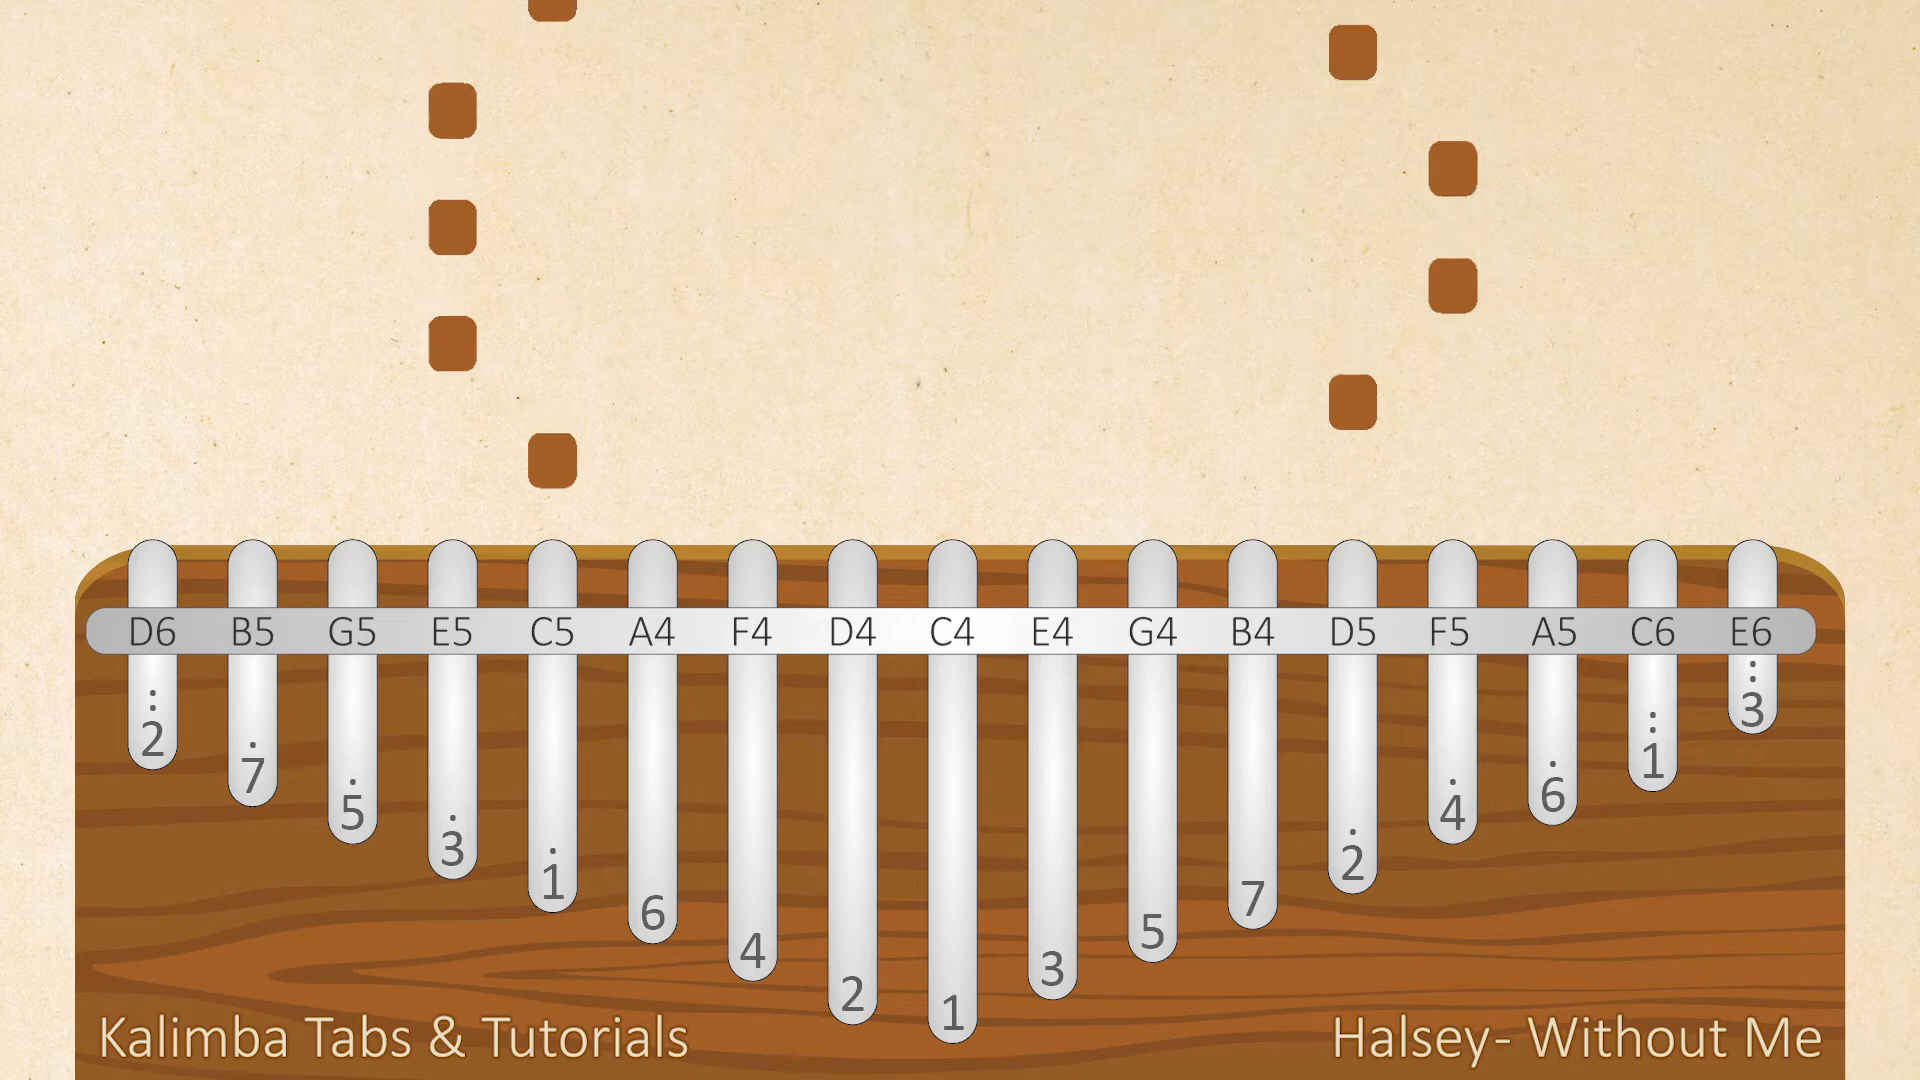 D6 B5 G5 E5 C5 A4 F4 D4 C4 E4 G4 B4 D5 F5 A5 C6 E6
2̈ 7̇ 5̇ 3̇ 1̇ 6 4 2 1 3 5 7 2̇ 4̇ 6̇ 1̈ 3̈
Kalimba Tabs & Tutorials
Halsey- Without Me